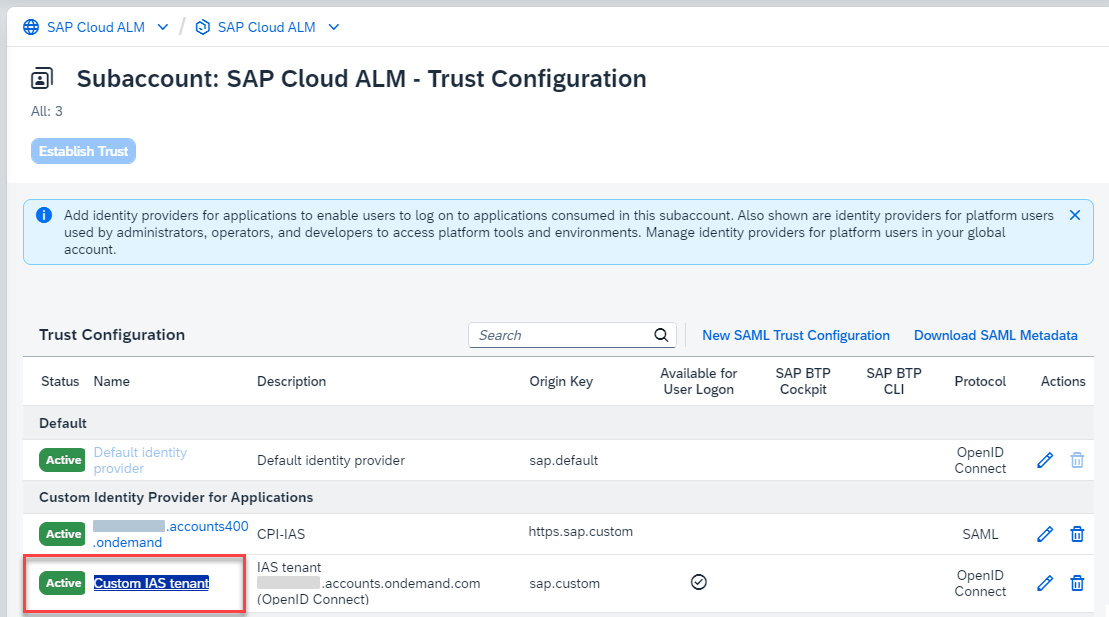 SAP Cloud ALM / SAP Cloud ALM
Subaccount: SAP Cloud ALM - Trust Configuration
All: 3
Establish Trust
Add identity providers for applications to enable users to log on to applications consumed in this subaccount. Also shown are identity providers for platform users
used by administrators, operators, and developers to access platform tools and environments. Manage identity providers for platform users in your global
account.
Trust Configuration
Search
New SAML Trust Configuration
Download SAML Metadata
Status Name Description Origin Key Available for User Logon SAP BTP Cockpit SAP BTP CLI Protocol Actions
Default
Active
Default identity
provider
Default identity provider
sap.default
OpenID
Connect
Custom Identity Provider for Applications
Active
.accounts400
.ondemand
CPI-IAS
https.sap.custom
SAML
Active
Custom IAS tenant
IAS tenant
.accounts.ondemand.com
(OpenID Connect)
sap.custom
OpenID
Connect